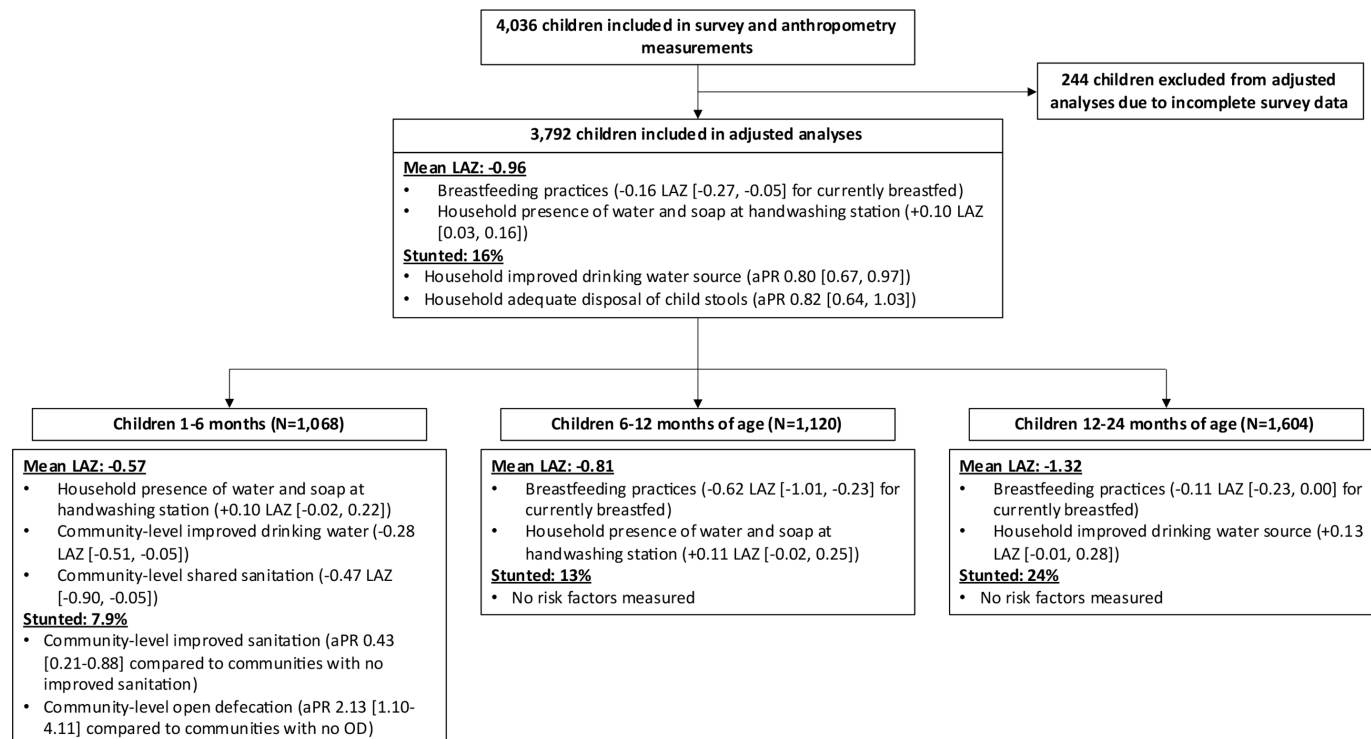 4,036 children included in survey and anthropometry
measurements
244 children excluded from adjusted
analyses due to incomplete survey data
3,792 children included in adjusted analyses
Mean LAZ: -0.96
• Breastfeeding practices (-0.16 LAZ [-0.27, -0.05] for currently breastfed)
• Household presence of water and soap at handwashing station (+0.10 LAZ
[0.03, 0.16])
Stunted: 16%
• Household improved drinking water source (aPR 0.80 [0.67, 0.97])
• Household adequate disposal of child stools (aPR 0.82 [0.64, 1.03])
Children 1-6 months (N=1,068)
Mean LAZ: -0.57
• Household presence of water and soap at
handwashing station (+0.10 LAZ [-0.02, 0.22])
• Community-level improved drinking water (-0.28
LAZ [-0.51, -0.05])
• Community-level shared sanitation (-0.47 LAZ
[-0.90, -0.05])
Stunted: 7.9%
• Community-level improved sanitation (aPR 0.43
[0.21-0.88] compared to communities with no
improved sanitation)
• Community-level open defecation (aPR 2.13 [1.10-
4.11] compared to communities with no OD)
Children 6-12 months of age (N=1,120)
Mean LAZ: -0.81
• Breastfeeding practices (-0.62 LAZ [-1.01, -0.23] for
currently breastfed)
• Household presence of water and soap at
handwashing station (+0.11 LAZ [-0.02, 0.25])
Stunted: 13%
• No risk factors measured
Children 12-24 months of age (N=1,604)
Mean LAZ: -1.32
• Breastfeeding practices (-0.11 LAZ [-0.23, 0.00] for
currently breastfed)
• Household improved drinking water source (+0.13
LAZ [-0.01, 0.28])
Stunted: 24%
• No risk factors measured